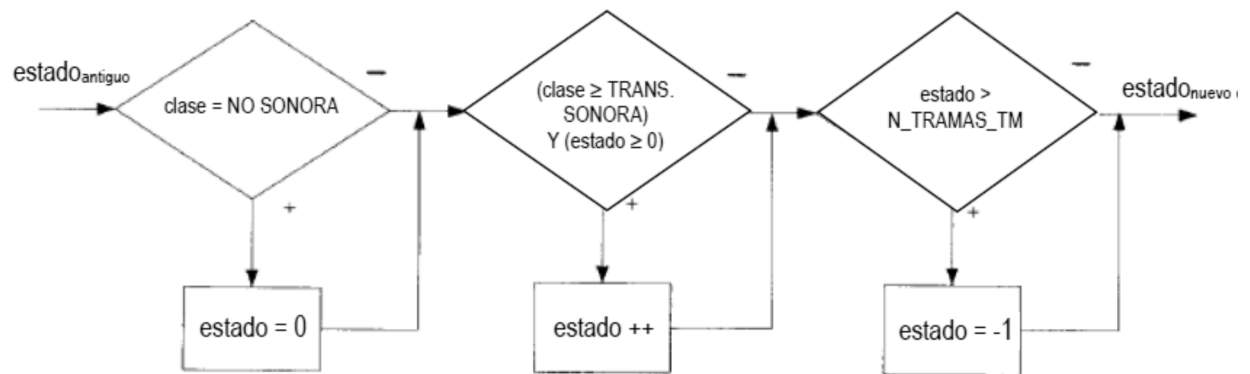 estadoantiguo
clase = NO SONORA
−
+
estado = 0
(clase ≥ TRANS.
SONORA)
Y (estado ≥ 0)
−
+
estado ++
estado >
N_TRAMAS_TM
−
+
estado = -1
estadonuevo